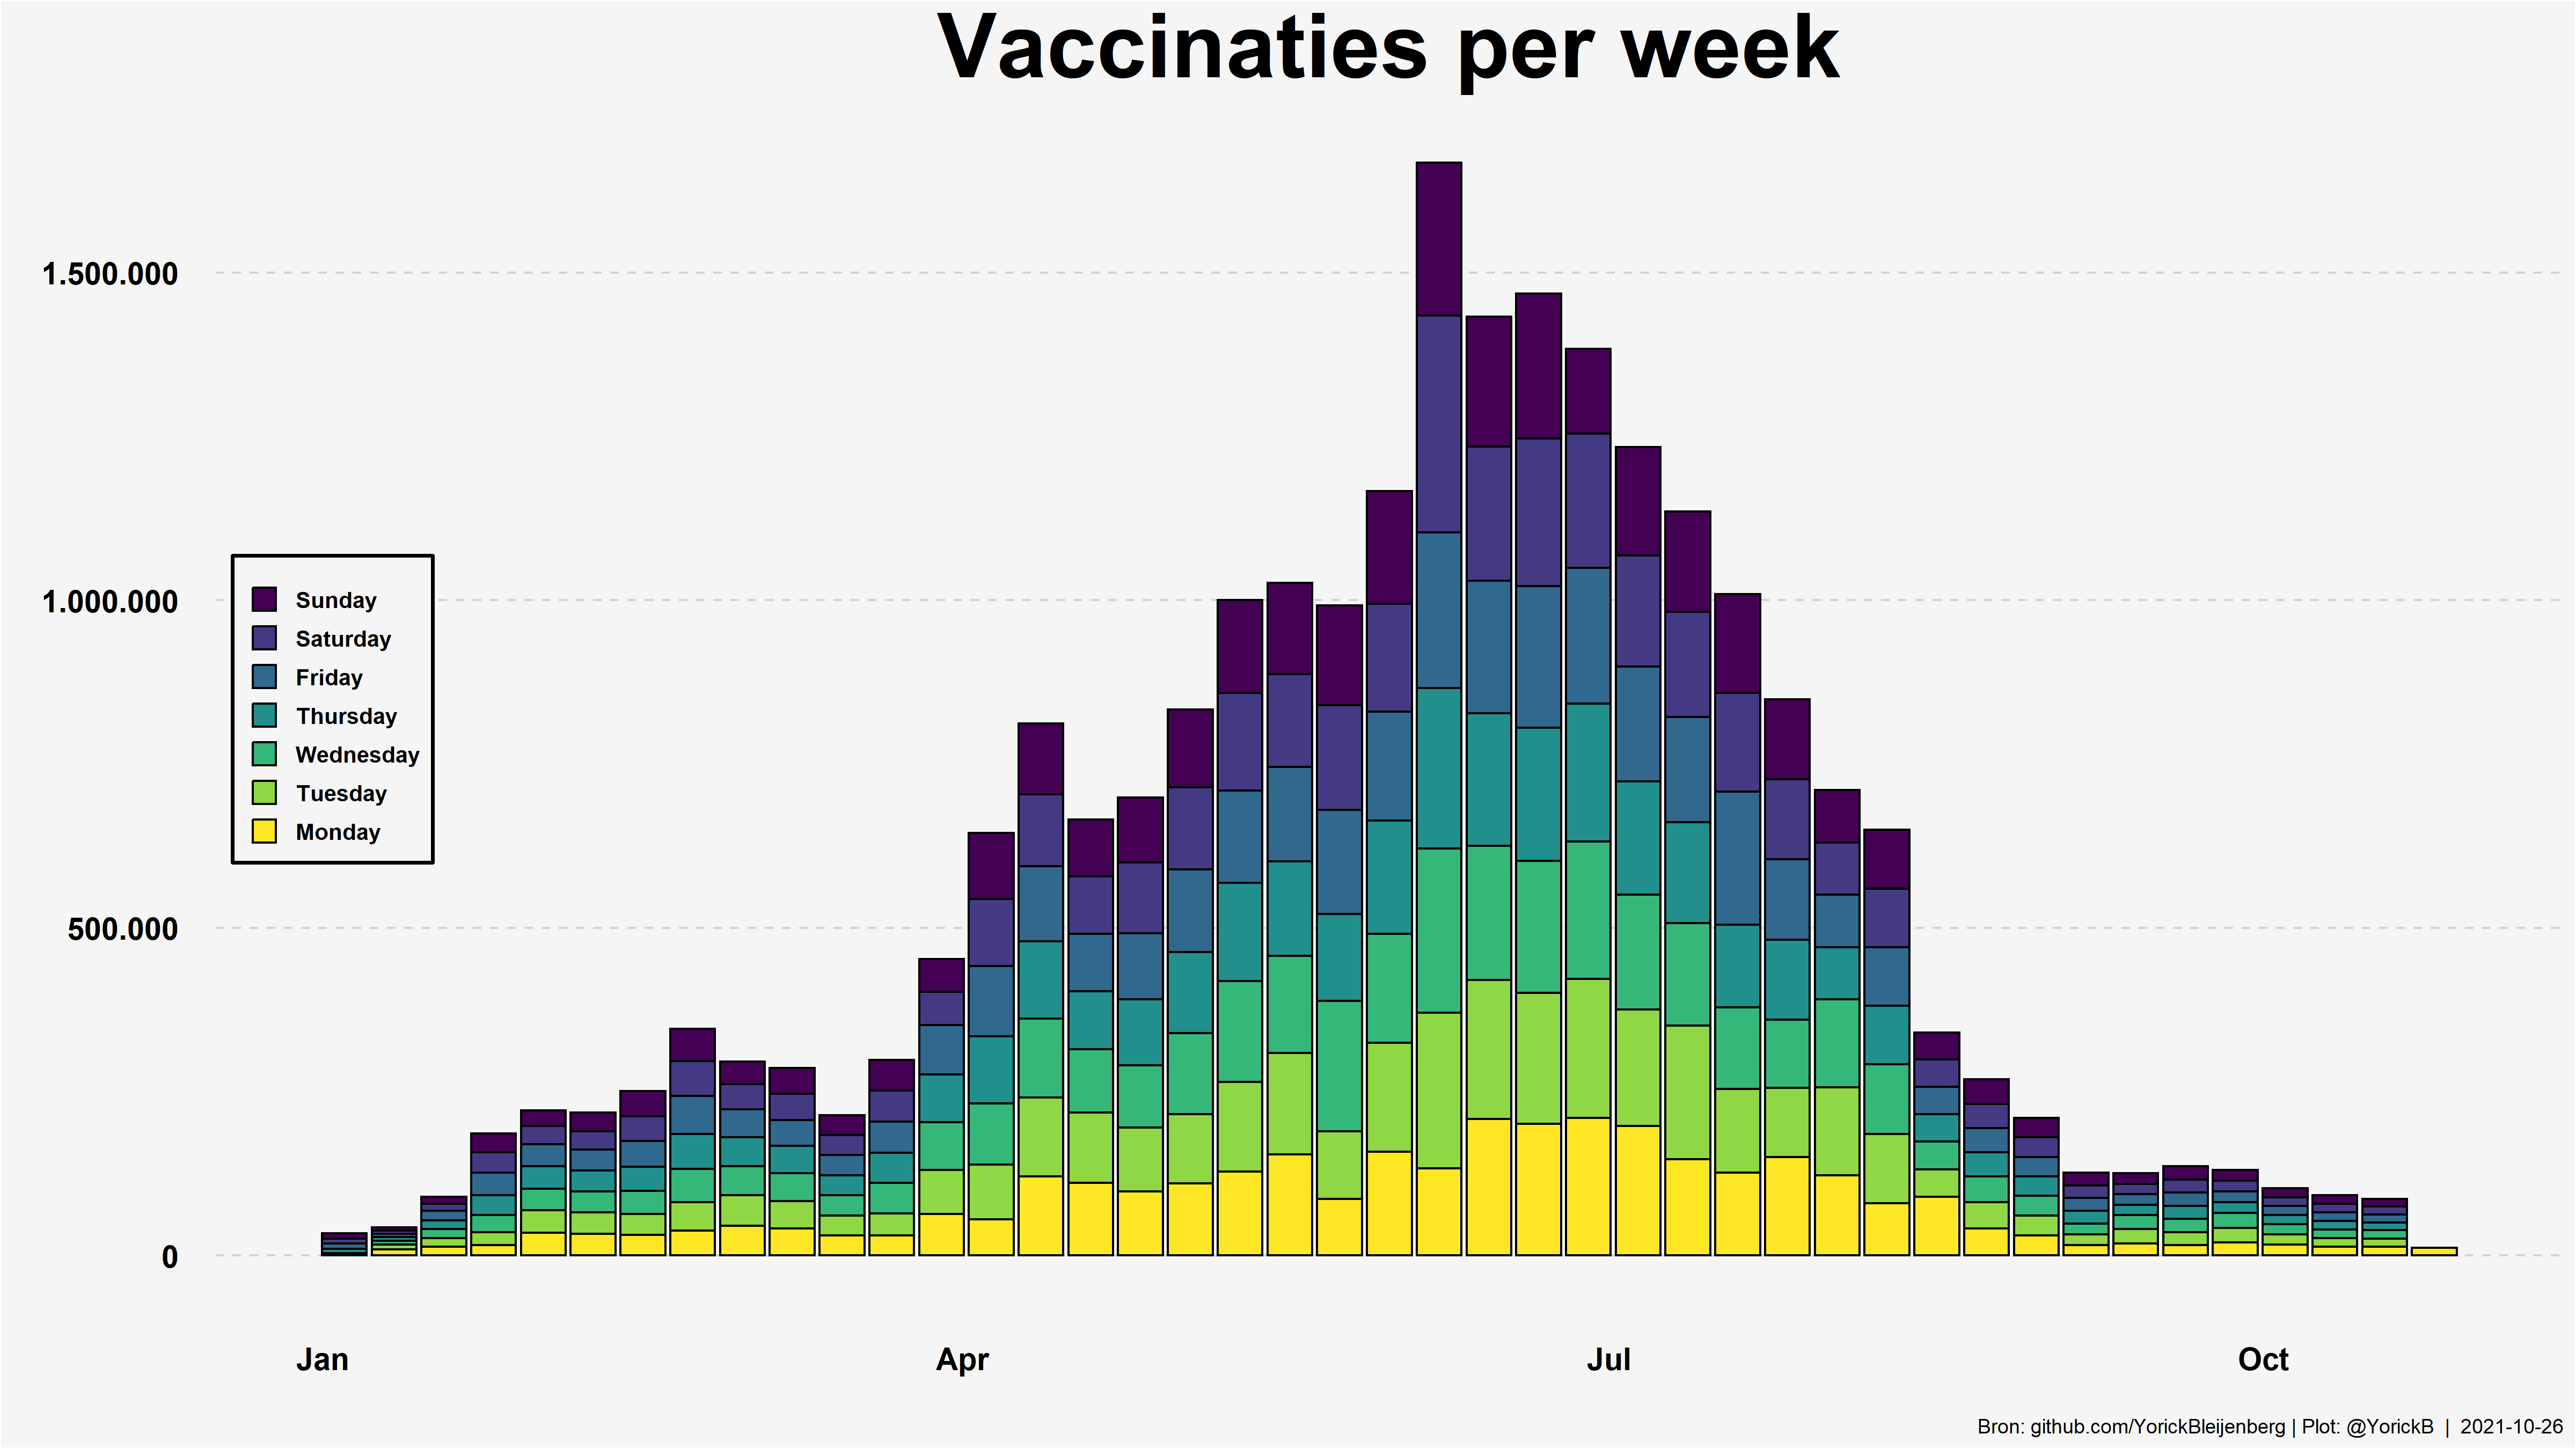 Vaccinaties per week
1.500.000
1.000.000
500.000
0
Sunday
Saturday
Friday
Thursday
Wednesday
Tuesday
Monday
Jan Apr Jul Oct
Bron: github.com/YorickBleijenberg | Plot: @YorickB | 2021-10-26